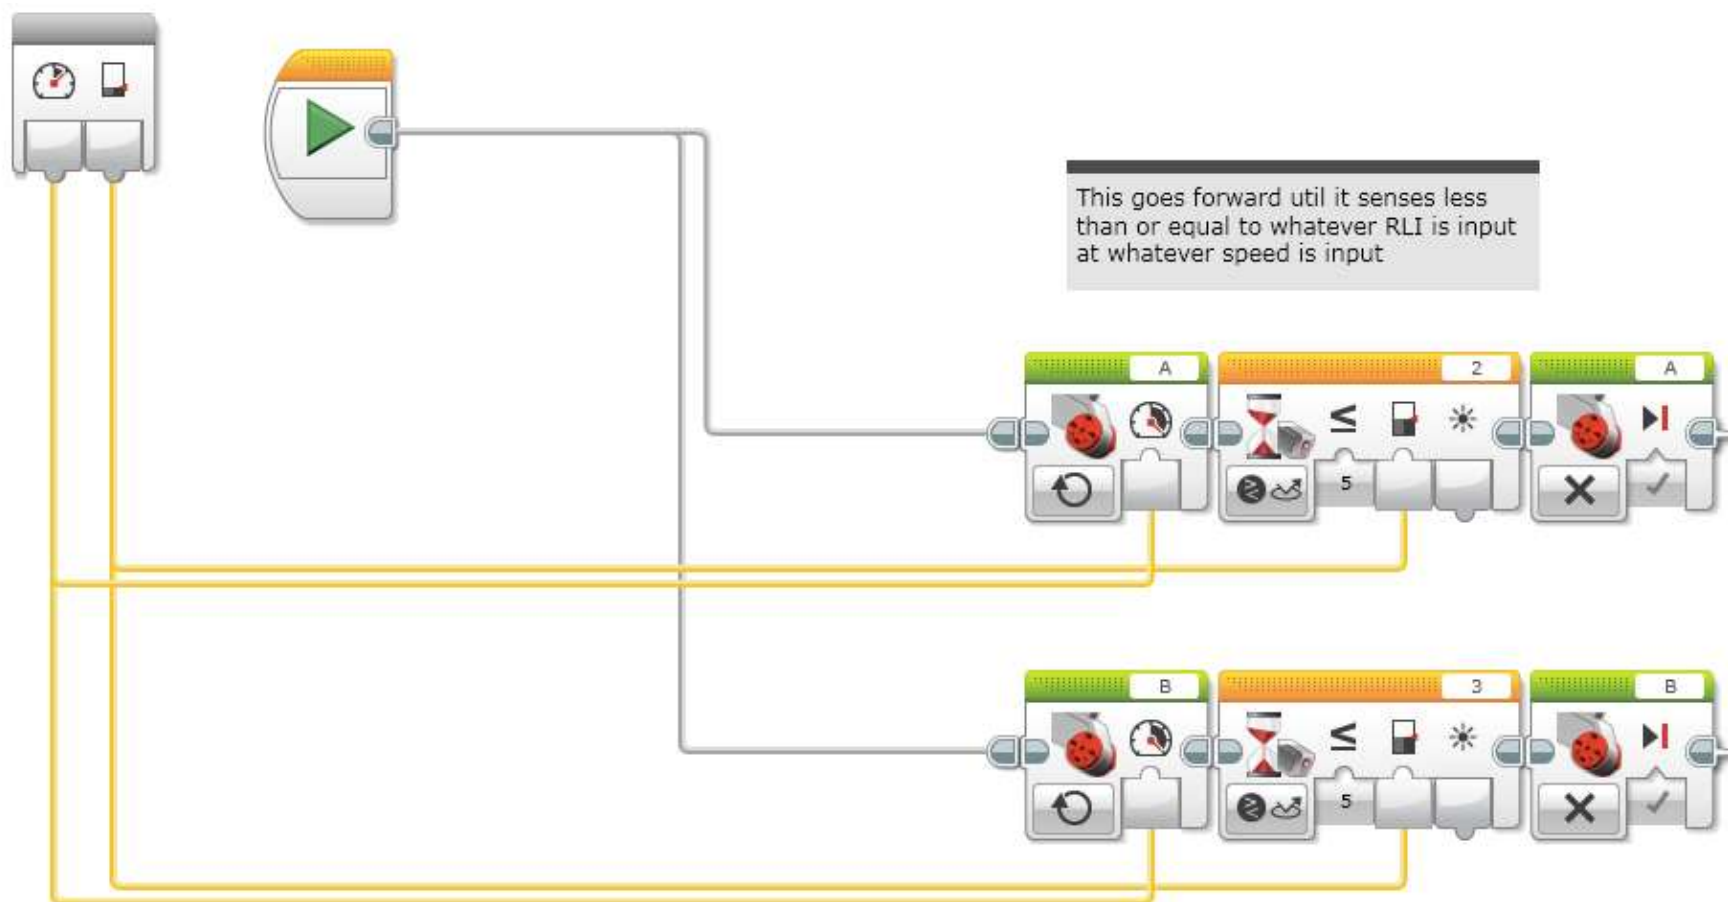 This goes forward util it senses less
than or equal to whatever RLI is input
at whatever speed is input
A
2
A
≤
5
B
3
B
≤
5